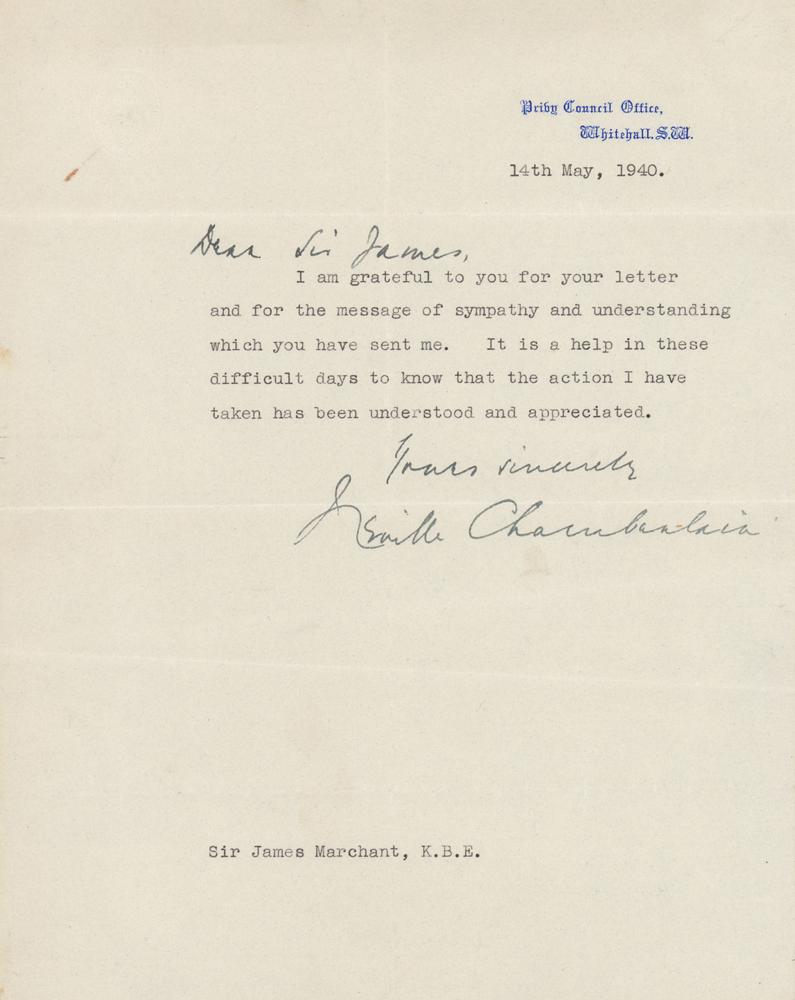 Privy Council Office,
Whitehall. S.W.
14th May, 1940.
Dear Sir James,
I am grateful to you for your letter
and for the message of sympathy and understanding
which you have sent me. It is a help in these
difficult days to know that the action I have
taken has been understood and appreciated.
Yours sincerely
Neville Chamberlain
Sir James Marchant, K.B.E.